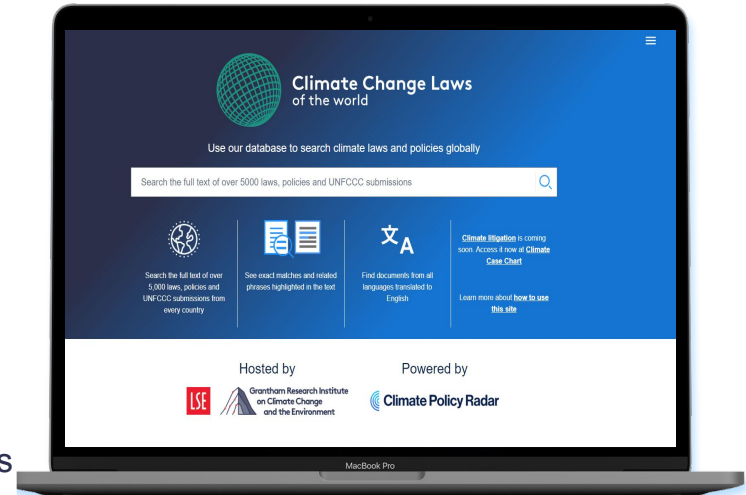 Climate Change Laws
of the world
Use our database to search climate laws and policies globally
Search the full text of over 5000 laws, policies and UNFCCC submissions
Search the full text of over
5,000 laws, policies and
UNFCCC submissions from
every country
See exact matches and related
phrases highlighted in the text
文A
Find documents from all
languages translated to
English
Climate litigation is coming
soon. Access it now at Climate
Case Chart
Learn more about how to use
this site
Hosted by
LSE
Grantham Research Institute
on Climate Change
and the Environment
Powered by
Climate Policy Radar
s
MacBook Pro